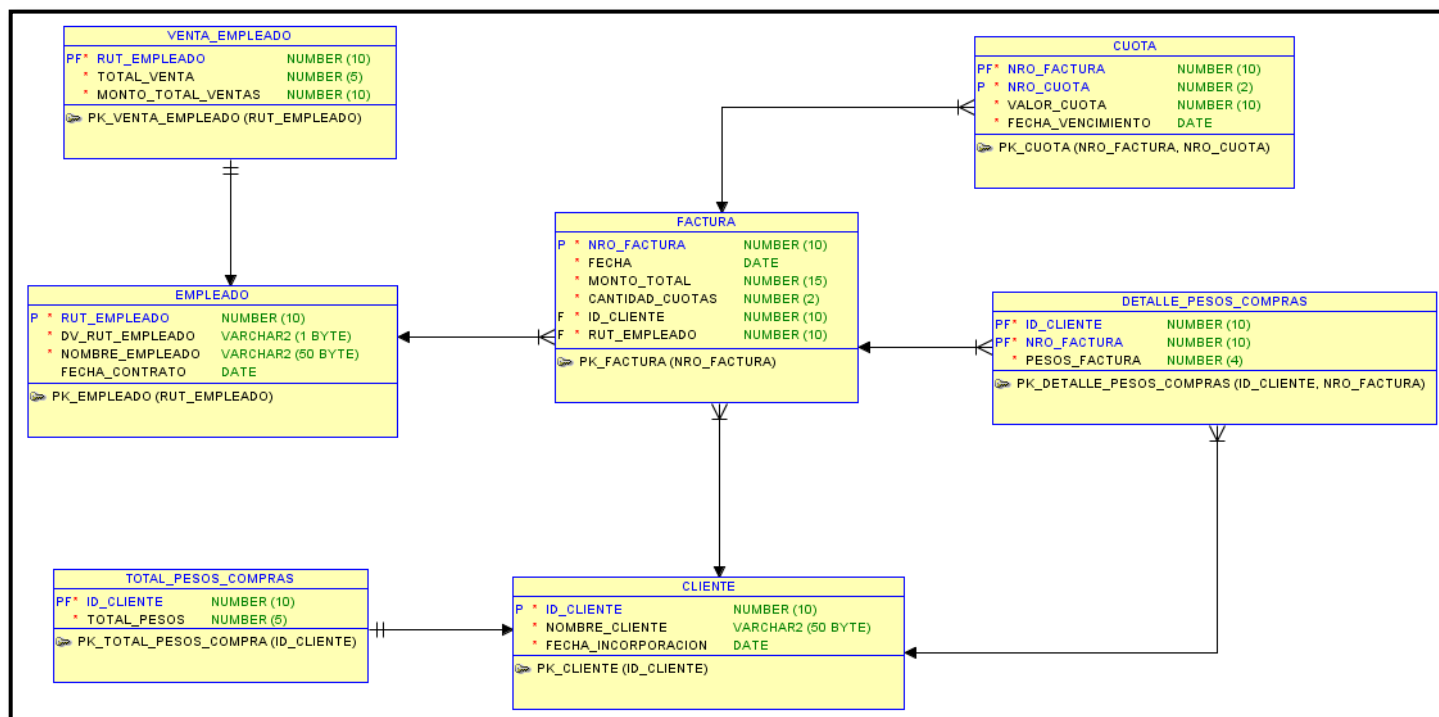 VENTA_EMPLEADO
PF* RUT_EMPLEADO NUMBER (10)
* TOTAL_VENTA NUMBER (5)
* MONTO_TOTAL_VENTAS NUMBER (10)
PK_VENTA_EMPLEADO (RUT_EMPLEADO)
CUOTA
PF* NRO_FACTURA NUMBER (10)
P * NRO_CUOTA NUMBER (2)
* VALOR_CUOTA NUMBER (10)
* FECHA_VENCIMIENTO DATE
PK_CUOTA (NRO_FACTURA, NRO_CUOTA)
FACTURA
P * NRO_FACTURA NUMBER (10)
* FECHA DATE
* MONTO_TOTAL NUMBER (15)
* CANTIDAD_CUOTAS NUMBER (2)
F * ID_CLIENTE NUMBER (10)
F * RUT_EMPLEADO NUMBER (10)
PK_FACTURA (NRO_FACTURA)
EMPLEADO
P * RUT_EMPLEADO NUMBER (10)
* DV_RUT_EMPLEADO VARCHAR2 (1 BYTE)
* NOMBRE_EMPLEADO VARCHAR2 (50 BYTE)
FECHA_CONTRATO DATE
PK_EMPLEADO (RUT_EMPLEADO)
DETALLE_PESOS_COMPRAS
PF* ID_CLIENTE NUMBER (10)
PF* NRO_FACTURA NUMBER (10)
* PESOS_FACTURA NUMBER (4)
PK_DETALLE_PESOS_COMPRAS (ID_CLIENTE, NRO_FACTURA)
TOTAL_PESOS_COMPRAS
PF* ID_CLIENTE NUMBER (10)
* TOTAL_PESOS NUMBER (5)
PK_TOTAL_PESOS_COMPRA (ID_CLIENTE)
CLIENTE
P * ID_CLIENTE NUMBER (10)
* NOMBRE_CLIENTE VARCHAR2 (50 BYTE)
* FECHA_INCORPORACION DATE
PK_CLIENTE (ID_CLIENTE)